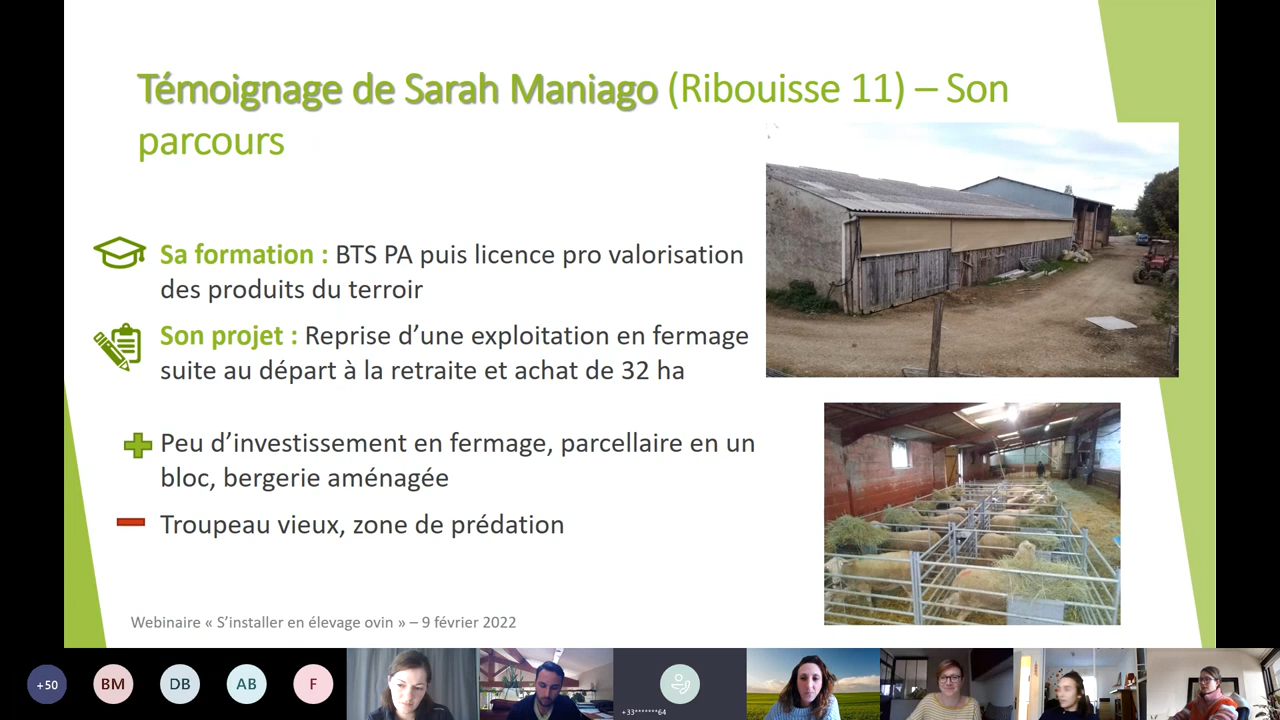 Témoignage de Sarah Maniago (Ribouisse 11) – Son
parcours
Sa formation : BTS PA puis licence pro valorisation
des produits du terroir
Son projet : Reprise d’une exploitation en fermage
suite au départ à la retraite et achat de 32 ha
Peu d’investissement en fermage, parcellaire en un
bloc, bergerie aménagée
Troupeau vieux, zone de prédation
Webinaire « S’installer en élevage ovin » – 9 février 2022
+50
BM
DB
AB
F
+33*******64